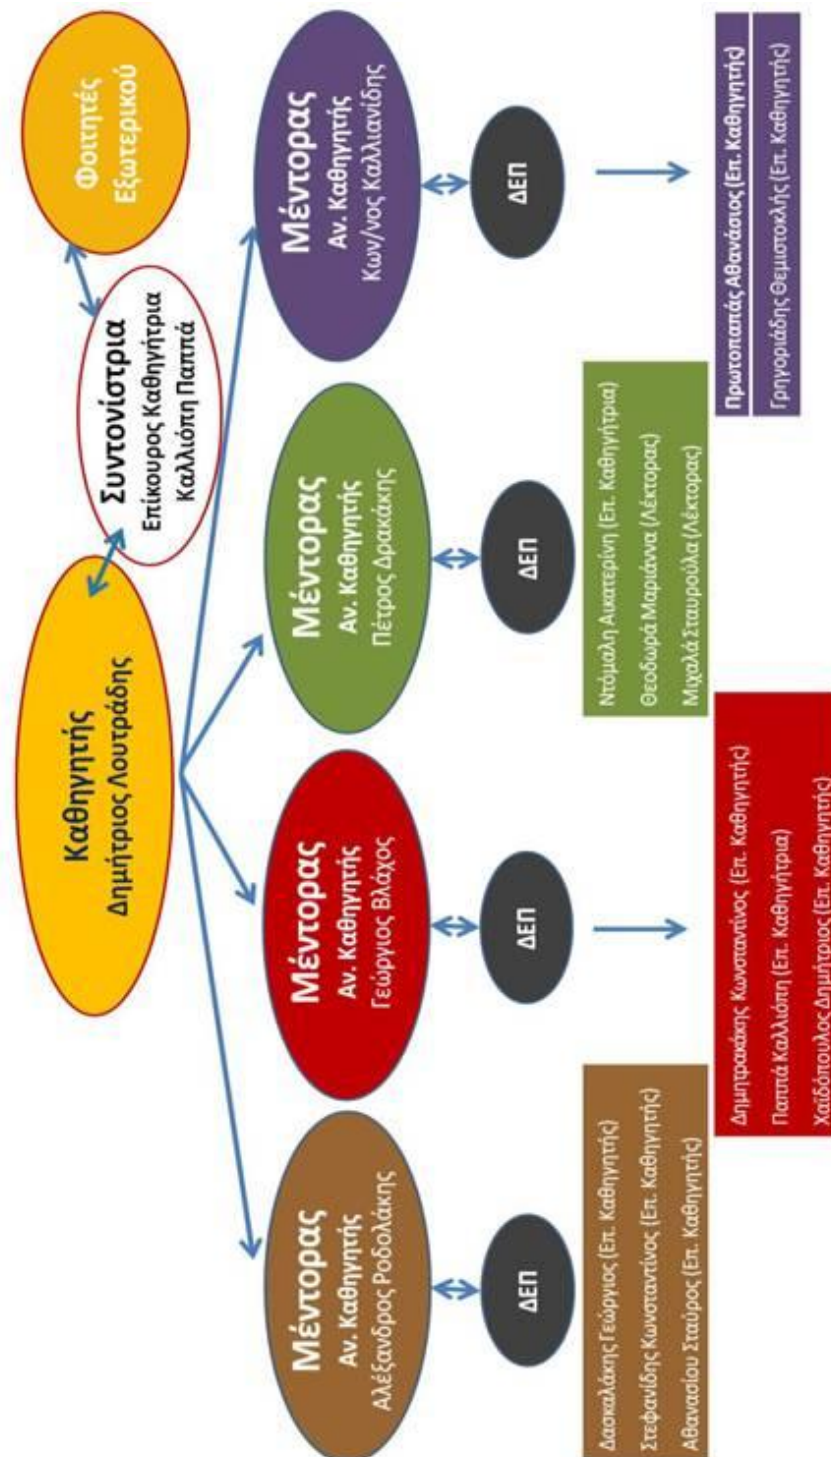 Καθηγητής
Δημήτριος Λουτράδης
Συντονίστρια
Επίκουρος Καθηγήτρια
Καλλιόπη Παππά
Φοιτητές
Εξωτερικού
Μέντορας
Αν. Καθηγητής
Αλέξανδρος Ροδολάκης
Μέντορας
Αν. Καθηγητής
Γεώργιος Βλάχος
Μέντορας
Αν. Καθηγητής
Πέτρος Δρακάκης
Μέντορας
Αν. Καθηγητής
Κων/νος Καλλιανίδης
ΔΕΠ
ΔΕΠ
ΔΕΠ
ΔΕΠ
Δασκαλάκης Γεώργιος (Επ. Καθηγητής)
Στεφανίδης Κωνσταντίνος (Επ. Καθηγητής)
Αθανασίου Σταύρος (Επ. Καθηγητής)
Δημητρακάκης Κωνσταντίνος (Επ. Καθηγητής)
Παππά Καλλιόπη (Επ. Καθηγήτρια)
Χαϊδόπουλος Δημήτριος (Επ. Καθηγητής)
Ντόμαλη Αικατερίνη (Επ. Καθηγήτρια)
Θεοδωρά Μαριάννα (Λέκτορας)
Μιχαλά Σταυρούλα (Λέκτορας)
Πρωτοπαπάς Αθανάσιος (Επ. Καθηγητής)
Γρηγοριάδης Θεμιστοκλής (Επ. Καθηγητής)